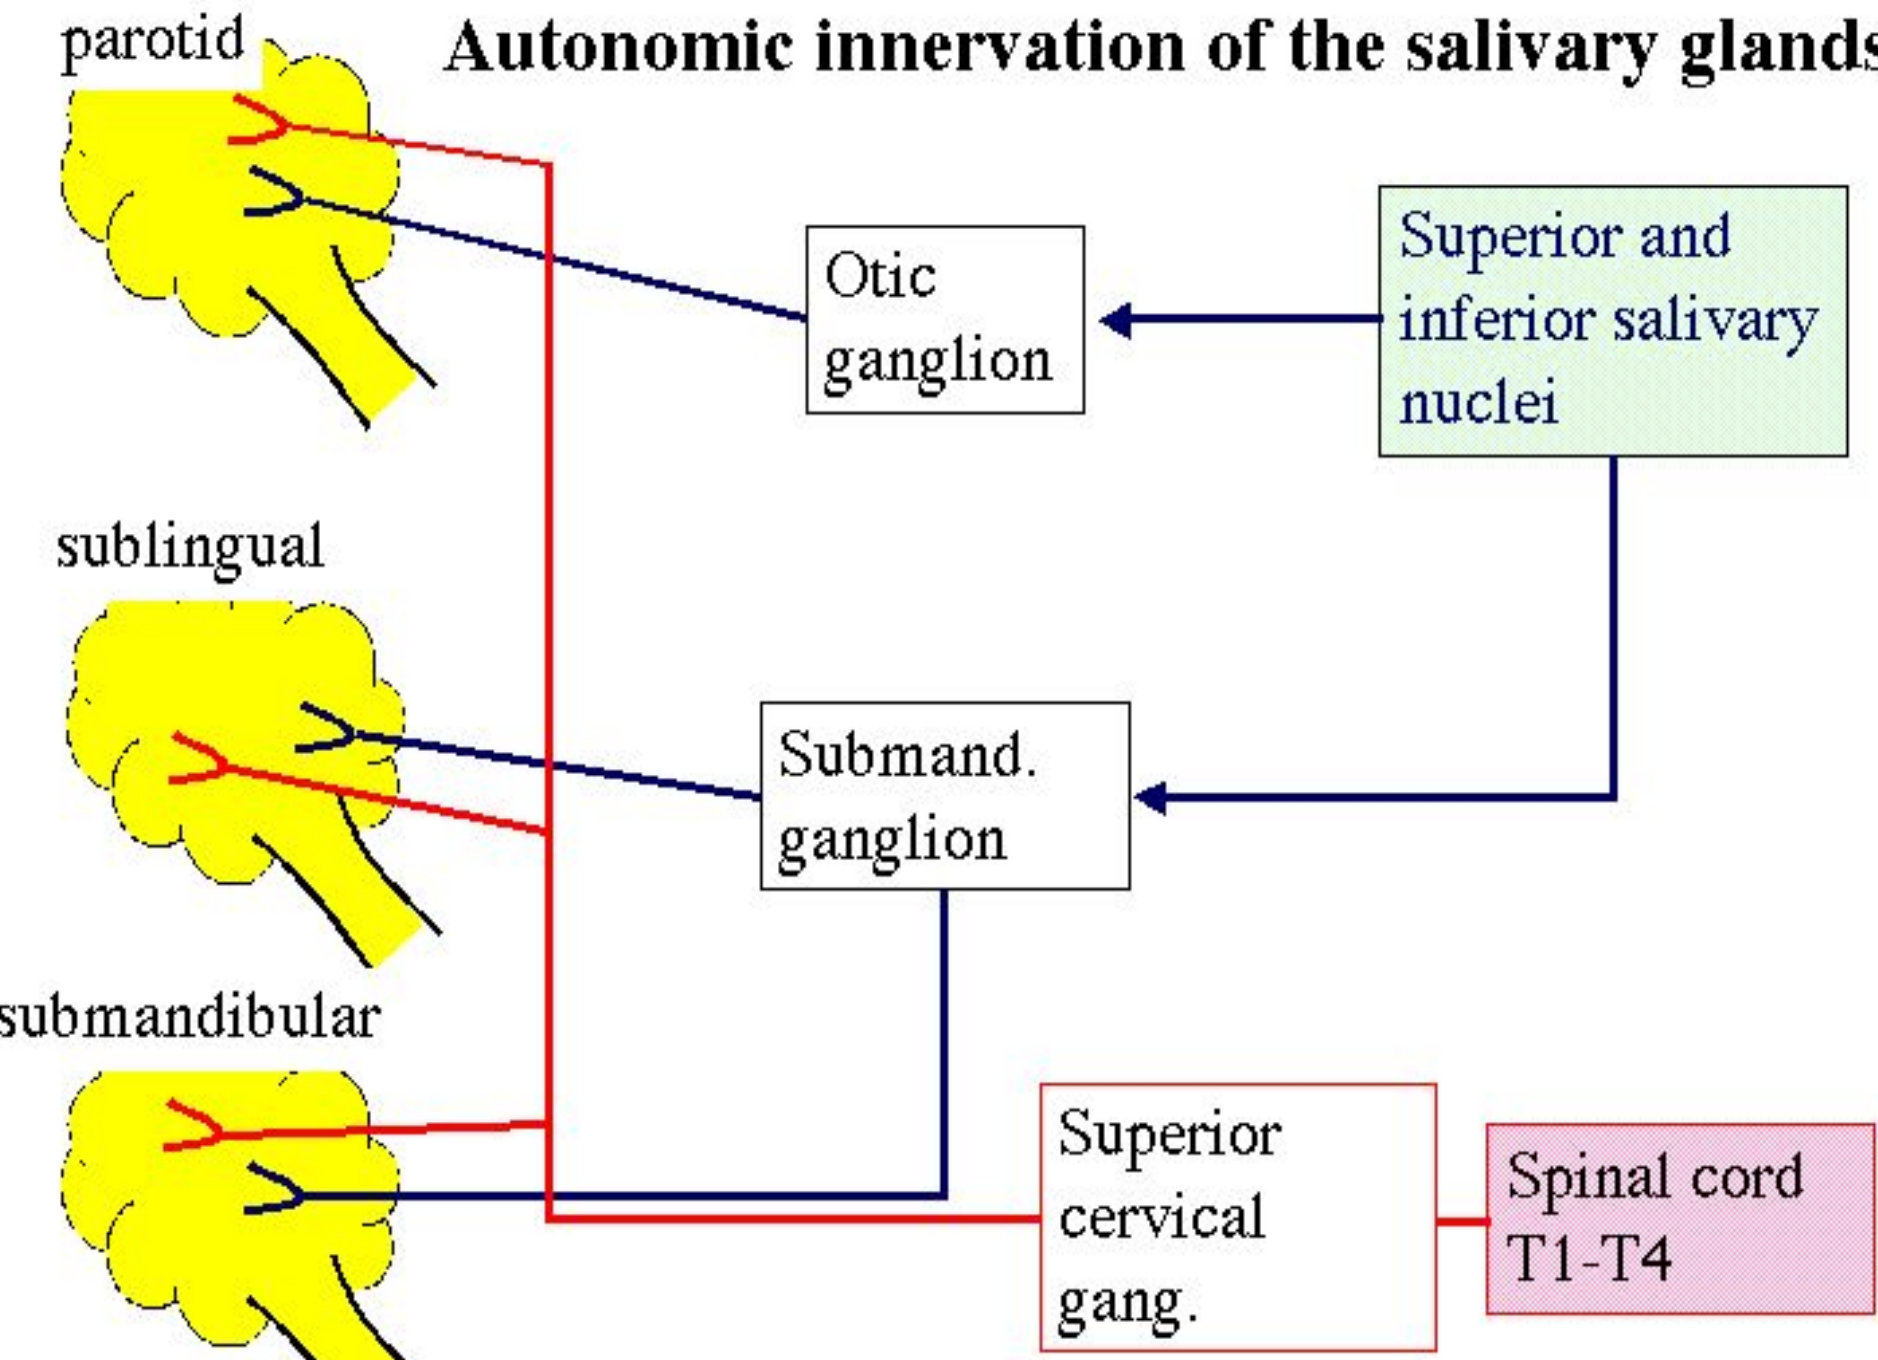 parotid
Autonomic innervation of the salivary glands
Otic
ganglion
Superior and
inferior salivary
nuclei
sublingual
Submand.
ganglion
submandibular
Superior
cervical
gang.
Spinal cord
T1-T4